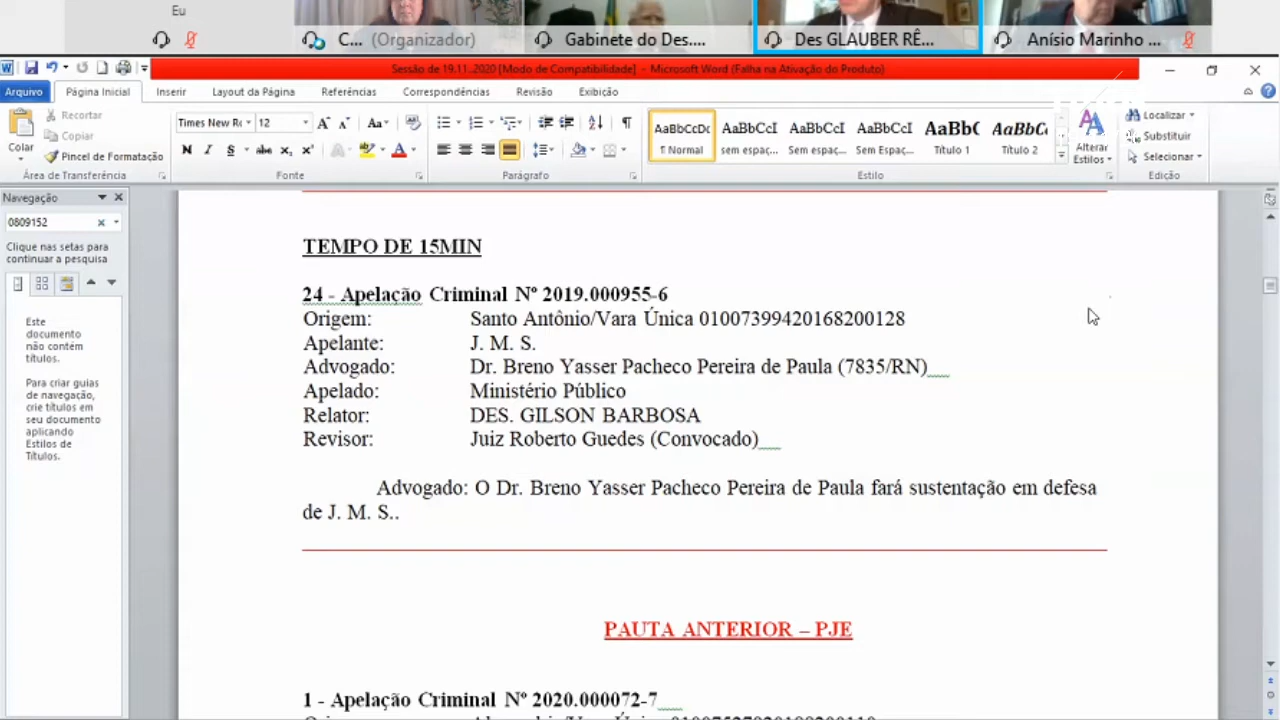 Eu
C... (Organizador)
Gabinete do Des....
Des GLAUBER RÊ...
Anísio Marinho ...
Sessão de 19.11..2020 [Modo de Compatibilidade] - Microsoft Word (Falha na Ativação do Produto)
Arquivo Página Inicial Inserir Layout da Página Referências Correspondências Revisão Exibição
Colar
Recortar
Copiar
Pincel de Formatação
Área de Transferência
Times New Ro 12
Fonte
Parágrafo
AaBbCcDc AaBbCcI AaBbCcI AaBbCcI AaBbC AaBbC
¶ Normal sem espaç... Sem espaç... Sem Espaç... Título 1 Título 2
Alterar
Estilos
Estilo
Localizar
Substituir
Selecionar
Edição
Navegação
0809152
Clique nas setas para
continuar a pesquisa
Este
documento
não contém
títulos.
Para criar guias
de navegação,
crie títulos em
seu documento
aplicando
Estilos de
Títulos.
TEMPO DE 15MIN
24 - Apelação Criminal Nº 2019.000955-6
Origem: Santo Antônio/Vara Única 01007399420168200128
Apelante: J. M. S.
Advogado: Dr. Breno Yasser Pacheco Pereira de Paula (7835/RN)
Apelado: Ministério Público
Relator: DES. GILSON BARBOSA
Revisor: Juiz Roberto Guedes (Convocado)
Advogado: O Dr. Breno Yasser Pacheco Pereira de Paula fará sustentação em defesa
de J. M. S..
PAUTA ANTERIOR – PJE
1 - Apelação Criminal Nº 2020.000072-7